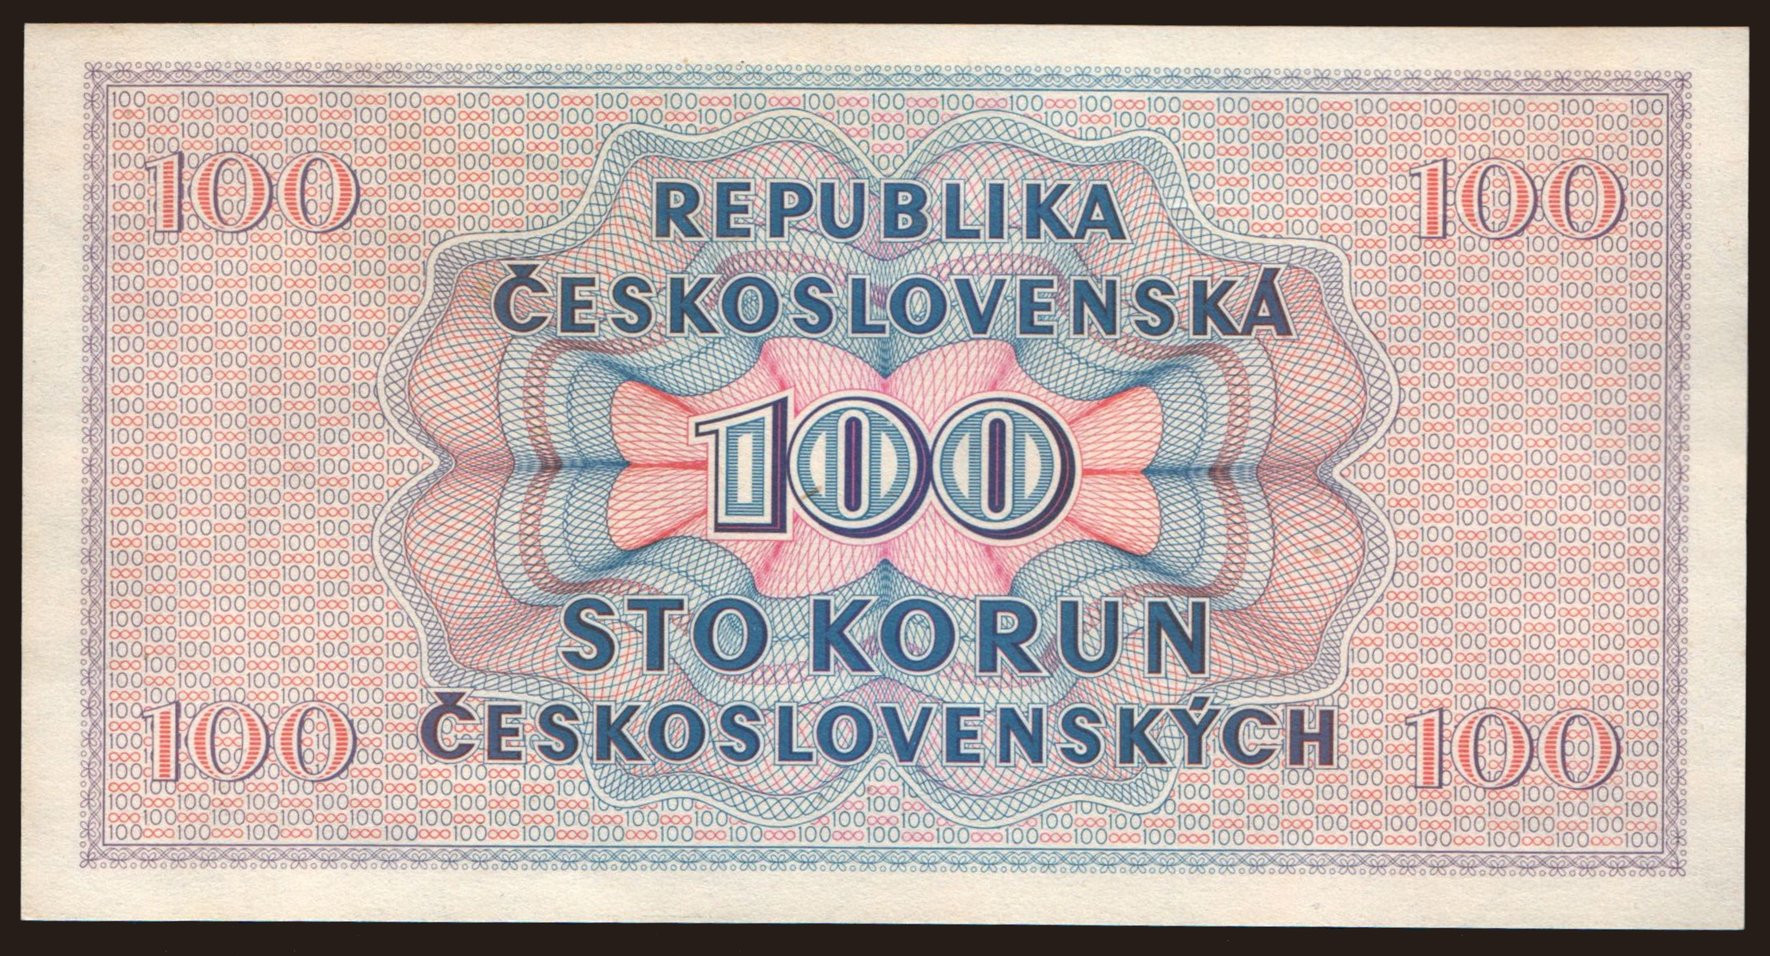 100 100
REPUBLIKA
ČESKOSLOVENSKÁ
100
STO KORUN
ČESKOSLOVENSKÝCH
100 100